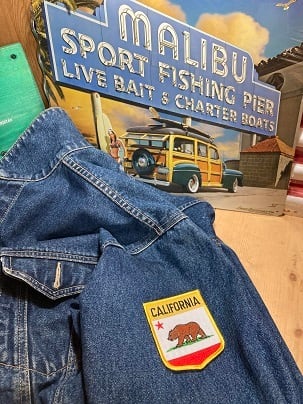 MALIBU
SPORT FISHING PIER
LIVE BAIT & CHARTER BOATS
CALIFORNIA